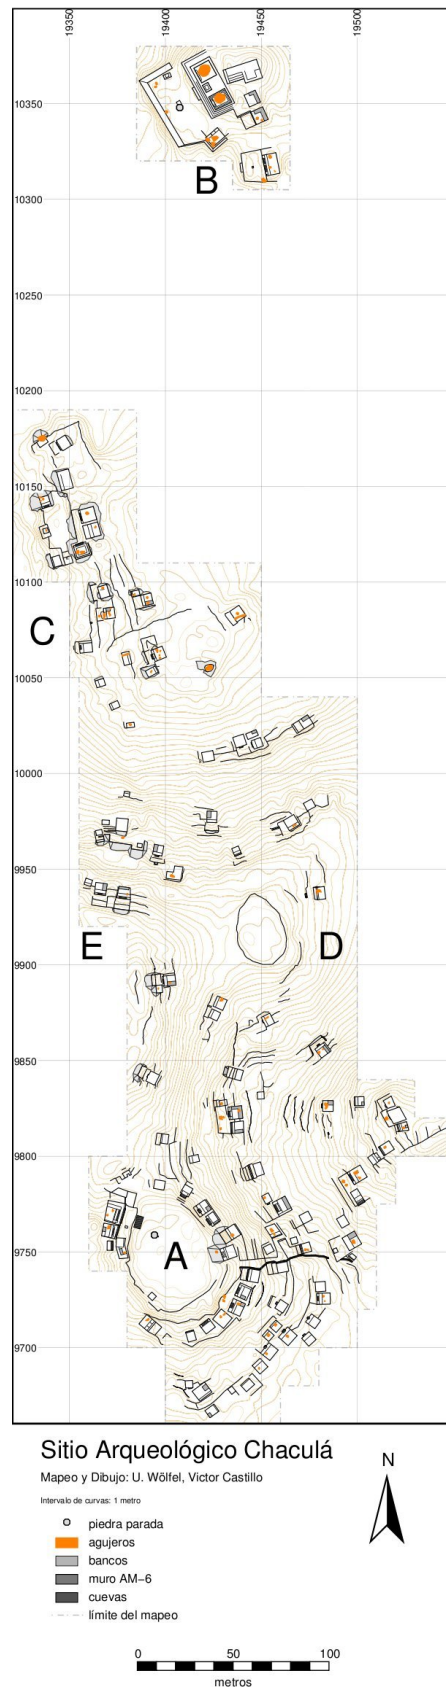 19350
19400
19450
19500
10350
B
10300
10250
10200
10150
10100
C
10050
10000
9950
E
D
9900
9850
9800
A
9750
9700
Sitio Arqueológico Chaculá
Mapeo y Dibujo: U. Wölfel, Victor Castillo
N
Intervalo de curvas: 1 metro
piedra parada
agujeros
bancos
muro AM-6
cuevas
límite del mapeo
0 50 100
metros